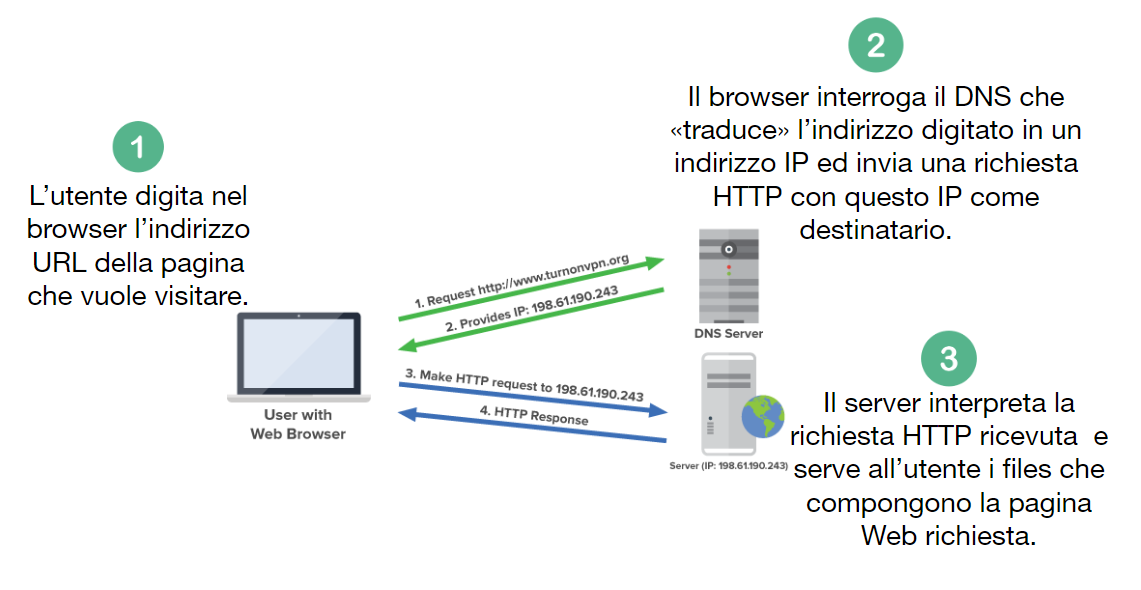 1
L’utente digita nel
browser l’indirizzo
URL della pagina
che vuole visitare.
2
Il browser interroga il DNS che
«traduce» l’indirizzo digitato in un
indirizzo IP ed invia una richiesta
HTTP con questo IP come
destinatario.
1. Request http://www.turnonvpn.org
2. Provides IP: 198.61.190.243
DNS Server
3. Make HTTP request to 198.61.190.243
4. HTTP Response
User with
Web Browser
Server (IP: 198.61.190.243)
3
Il server interpreta la
richiesta HTTP ricevuta  e
serve all’utente i files che
compongono la pagina
Web richiesta.